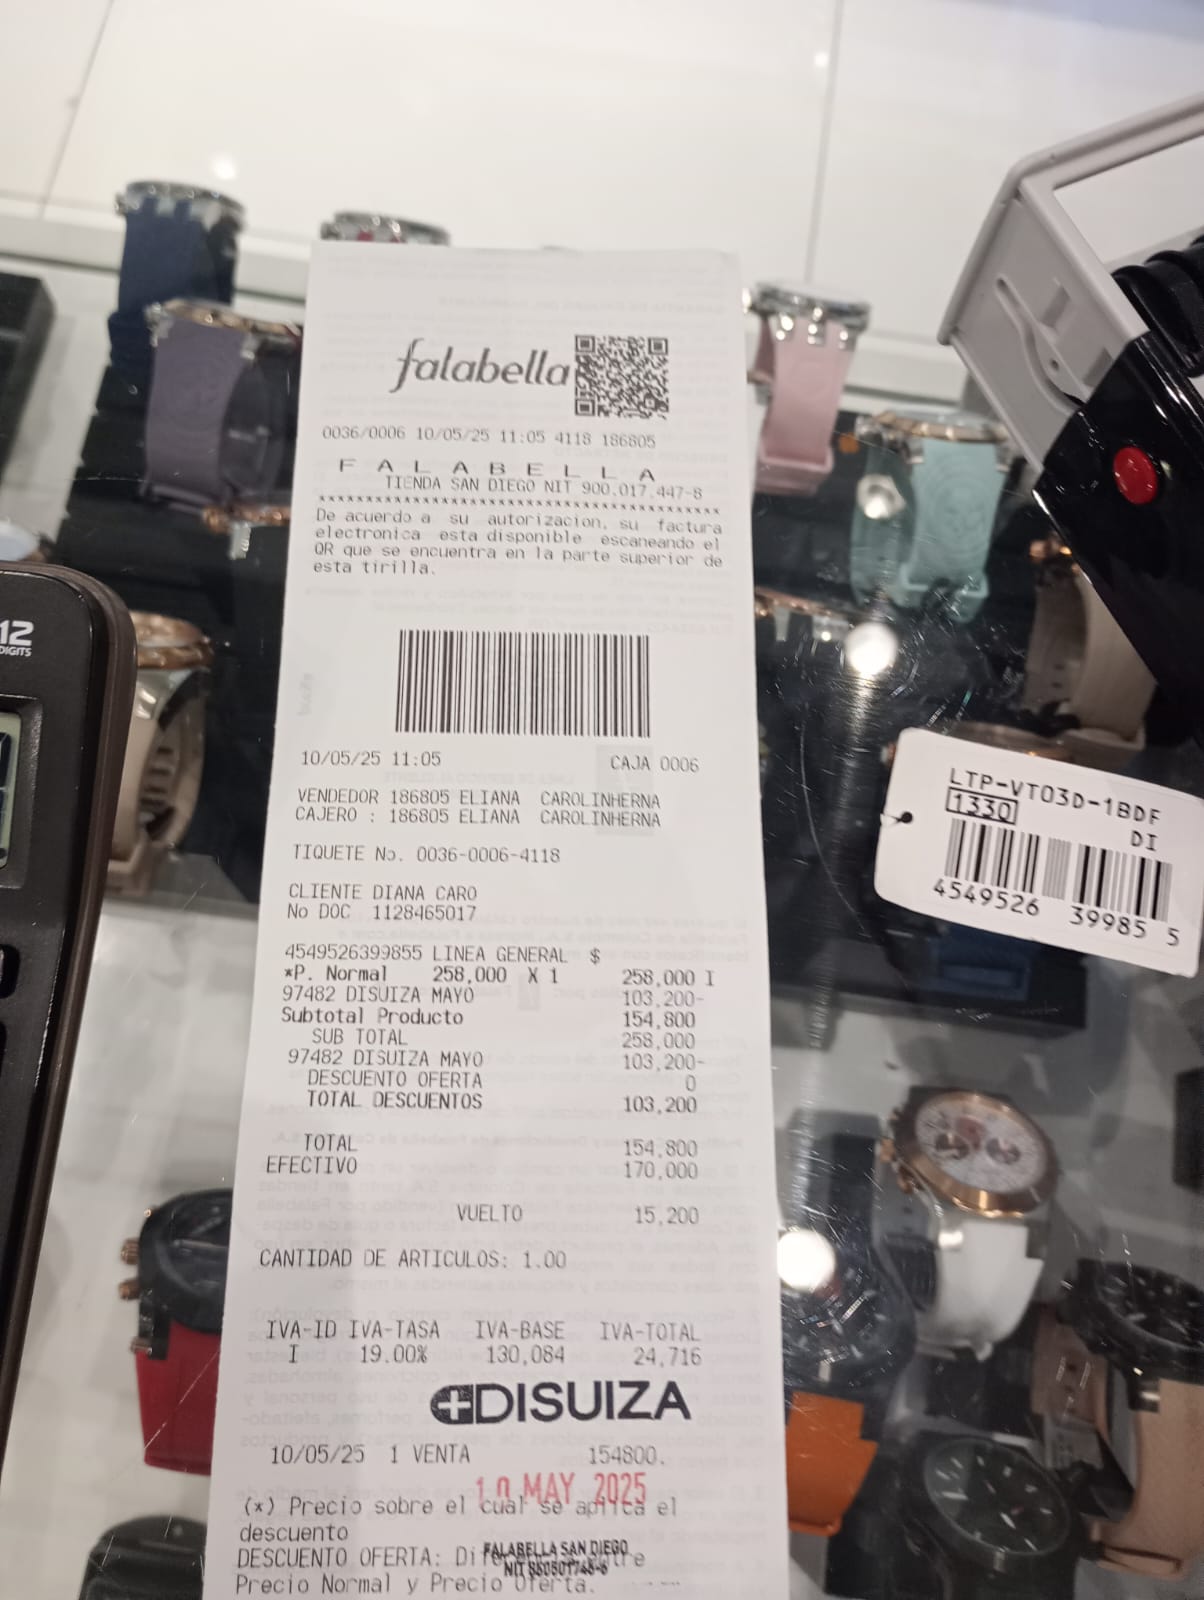 falabella
0036/0006 10/05/25 11:05 4118 186805
F A L A B E L L A
TIENDA SAN DIEGO NIT 900.017.447-8
De acuerdo a su autorizacion, su factura
electronica esta disponible escaneando el
QR que se encuentra en la parte superior de
esta tirilla.
10/05/25 11:05 CAJA 0006
VENDEDOR 186805 ELIANA CAROLINHERNA
CAJERO : 186805 ELIANA CAROLINHERNA
TIQUETE No. 0036-0006-4118
CLIENTE DIANA CARO
No DOC 1128465017
4549526399855 LINEA GENERAL $
*P. Normal 258,000 X 1 258,000 I
97482 DISUIZA MAYO 103,200-
Subtotal Producto 154,800
SUB TOTAL 258,000
97482 DISUIZA MAYO 103,200-
DESCUENTO OFERTA 0
TOTAL DESCUENTOS 103,200
TOTAL 154,800
EFECTIVO 170,000
VUELTO 15,200
CANTIDAD DE ARTICULOS: 1.00
IVA-ID IVA-TASA IVA-BASE IVA-TOTAL
I 19.00% 130,084 24,716
DISUIZA
10/05/25 1 VENTA 154800.
10 MAY 2025
(*) Precio sobre el cual se aplica el
descuento
FALABELLA SAN DIEGO
DESCUENTO OFERTA:
NIT
Precio Normal y Precio Oferta.
12
DIGITS
LTP-VT03D-1BDF
1330 DI
4549526 39985 5